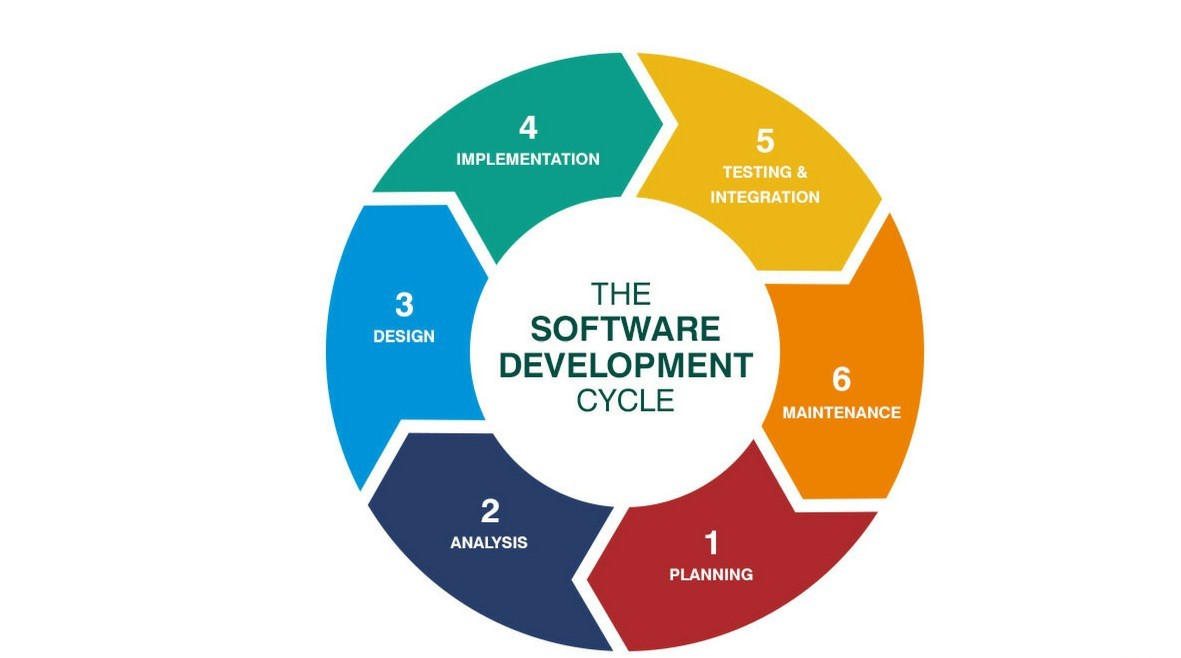 THE
SOFTWARE
DEVELOPMENT
CYCLE
1
PLANNING
2
ANALYSIS
3
DESIGN
4
IMPLEMENTATION
5
TESTING &
INTEGRATION
6
MAINTENANCE